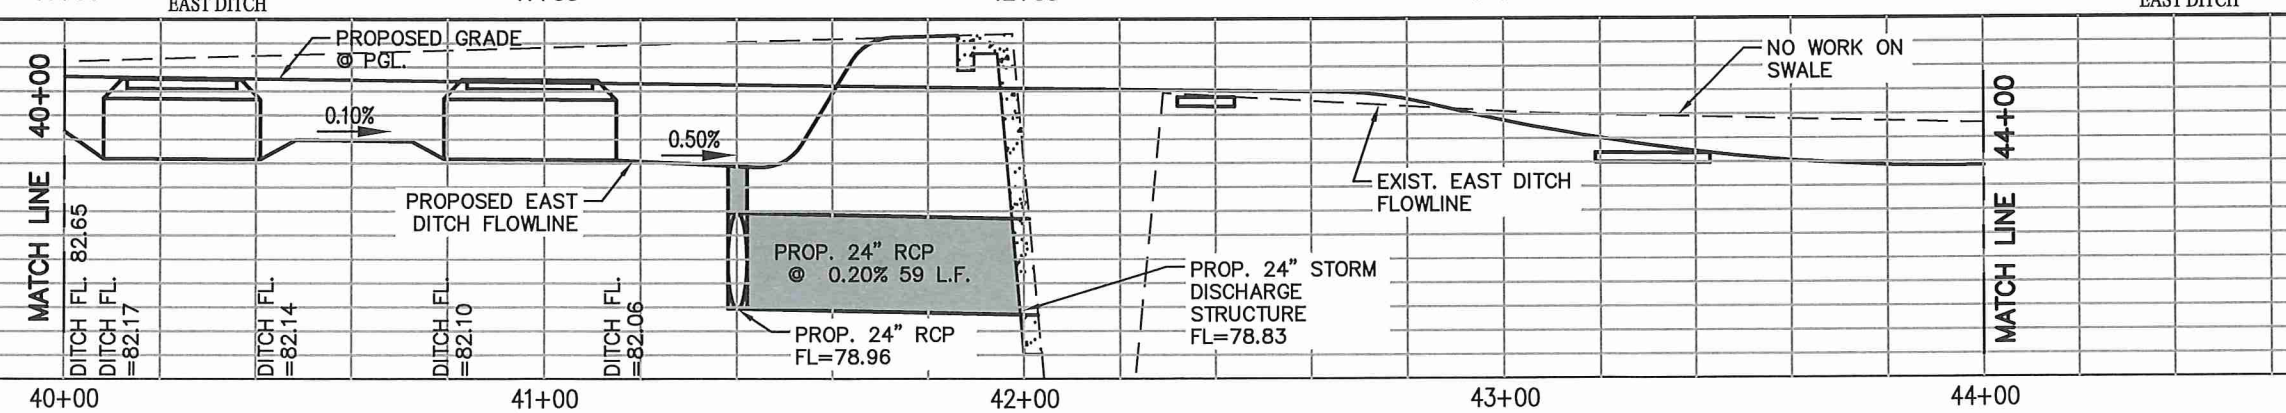 EAST DITCH
EAST DITCH
PROPOSED GRADE
@ PGL.
NO WORK ON
SWALE
MATCH LINE 40+00
0.10%
0.50%
MATCH LINE 44+00
PROPOSED EAST
DITCH FLOWLINE
EXIST. EAST DITCH
FLOWLINE
DITCH FL. 82.65
DITCH FL.
=82.17
DITCH FL.
=82.14
DITCH FL.
=82.10
DITCH FL.
=82.06
PROP. 24" RCP
@ 0.20% 59 L.F.
PROP. 24" STORM
DISCHARGE
STRUCTURE
FL=78.83
PROP. 24" RCP
FL=78.96
40+00
41+00
42+00
43+00
44+00